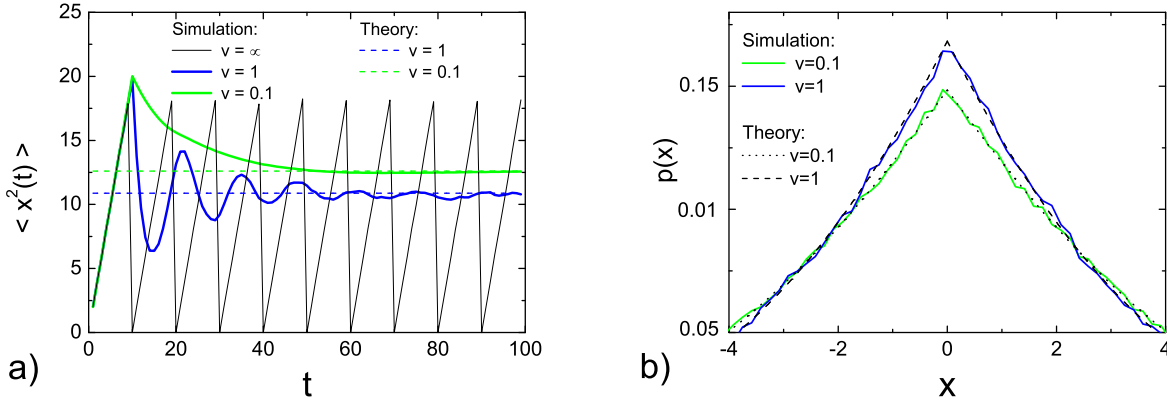 25
20
15
10
5
0
0 20 40 60 80 100
< x²(t) >
t
a)
Simulation:
v = ∞
v = 1
v = 0.1
Theory:
v = 1
v = 0.1
0.15
0.01
0.05
-4 -2 0 2 4
p(x)
x
b)
Simulation:
v=0.1
v=1
Theory:
v=0.1
v=1